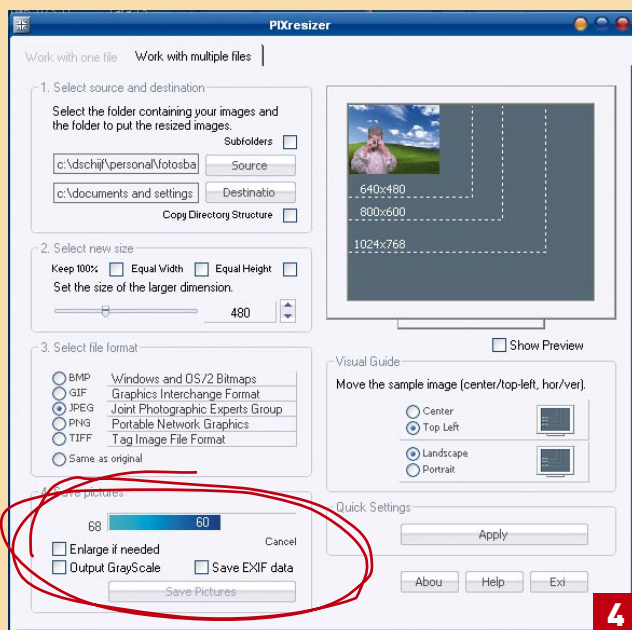 PIXresizer
Work with one file
Work with multiple files
1. Select source and destination
Select the folder containing your images and
the folder to put the resized images.
Subfolders
c:\dschijf\personal\fotosba
Source
c:\documents and settings
Destinatio
Copy Directory Structure
2. Select new size
Keep 100%
Equal Width
Equal Height
Set the size of the larger dimension.
480
3. Select file format
BMP Windows and OS/2 Bitmaps
GIF Graphics Interchange Format
JPEG Joint Photographic Experts Group
PNG Portable Network Graphics
TIFF Tag Image File Format
Same as original
4. Save pictures
68
60
Cancel
Enlarge if needed
Output GrayScale
Save EXIF data
Save Pictures
640x480
800x600
1024x768
Show Preview
Visual Guide
Move the sample image (center/top-left, hor/ver).
Center
Top Left
Landscape
Portrait
Quick Settings
Apply
Abou
Help
Exi
4